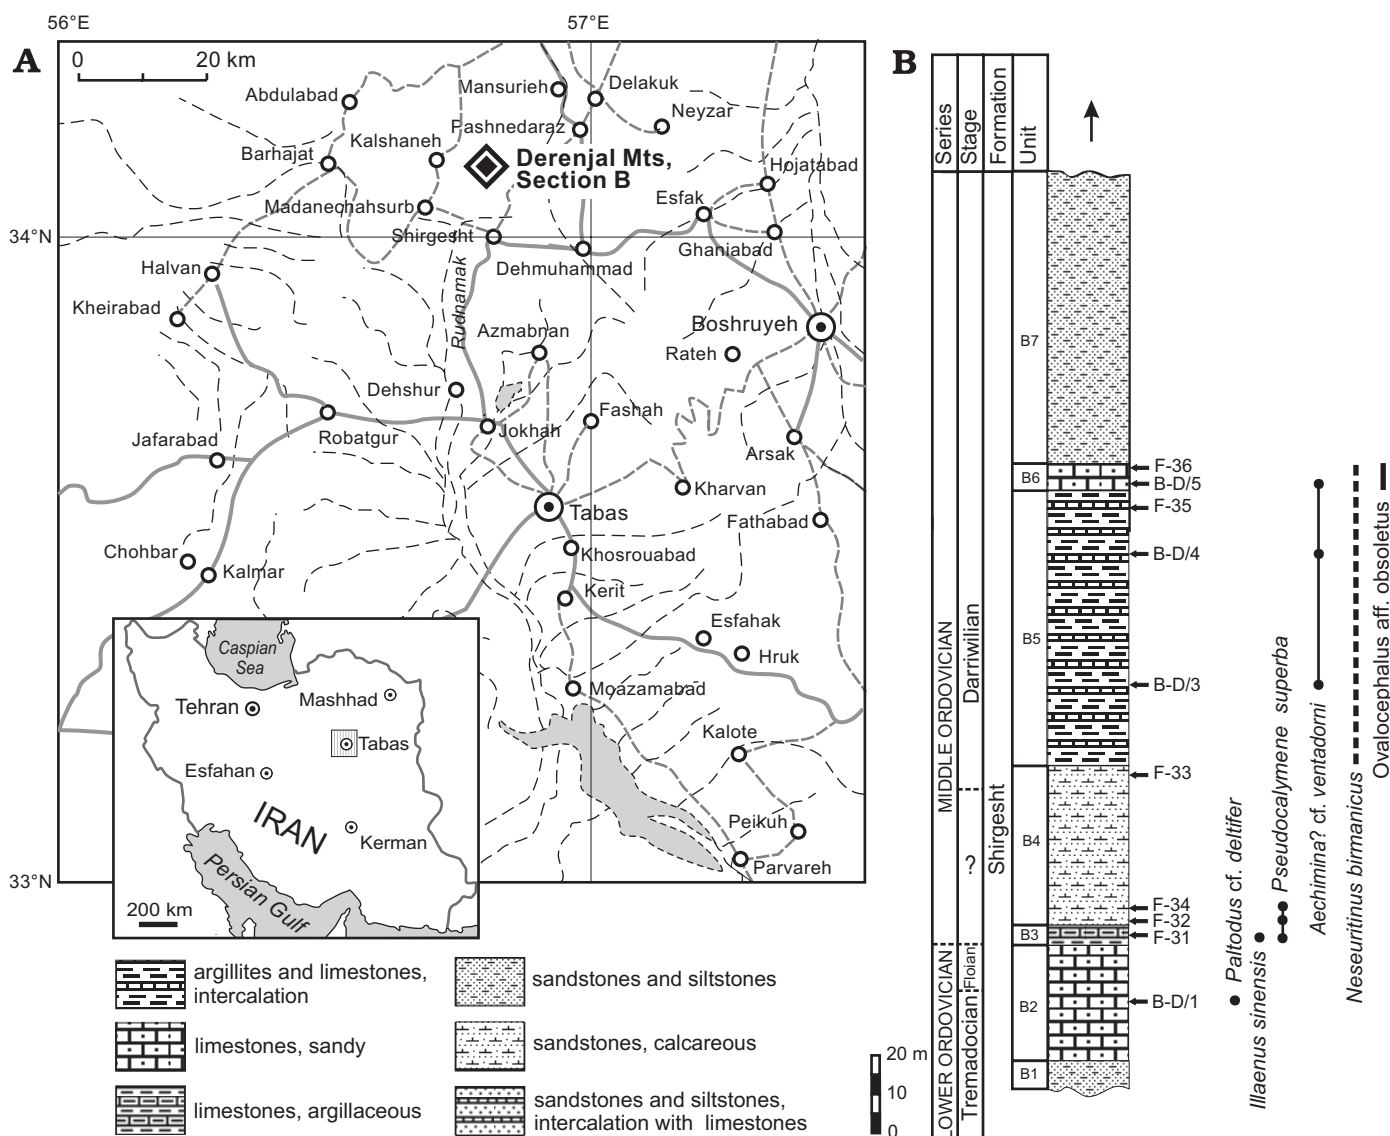 56°E
57°E
A
0
20 km
Abdulabad
Mansurieh
Delakuk
Neyzar
Pashnedaraz
Kalshaneh
Barhajat
Derenjal Mts,
Section B
Hojatabad
Madaneqhahsurb
Esfak
34°N
Shirgesht
Ghaniabad
Dehmuhammad
Halvan
Rudnamak
Kheirabad
Azmabnan
Boshruyeh
Rateh
Dehshur
Fashah
Jokhah
Robatgur
Jafarabad
Arsak
Kharvan
Tabas
Fathabad
Chohbar
Khosrouabad
Kalmar
Kerit
Esfahak
Hruk
Moazamabad
Kalote
Peikuh
Parvareh
33°N
Caspian
Sea
Mashhad
Tehran
Tabas
Esfahan
IRAN
Kerman
Persian Gulf
200 km
argillites and limestones,
intercalation
limestones, sandy
limestones, argillaceous
sandstones and siltstones
sandstones, calcareous
sandstones and siltstones,
intercalation with limestones
B
Series
Stage
Formation
Unit
MIDDLE ORDOVICIAN
LOWER ORDOVICIAN
Darriwilian
?
Floian
Tremadocian
Shirgesht
B7
B6
B5
B4
B3
B2
B1
F-36
B-D/5
F-35
B-D/4
B-D/3
F-33
F-34
F-32
F-31
B-D/1
20 m
10
0
Paltodus cf. deltifer
Illaenus sinensis
Pseudocalymene superba
Aechimina? cf. ventadorni
Neseuritinus birmanicus
Ovalocephalus aff. obsoletus